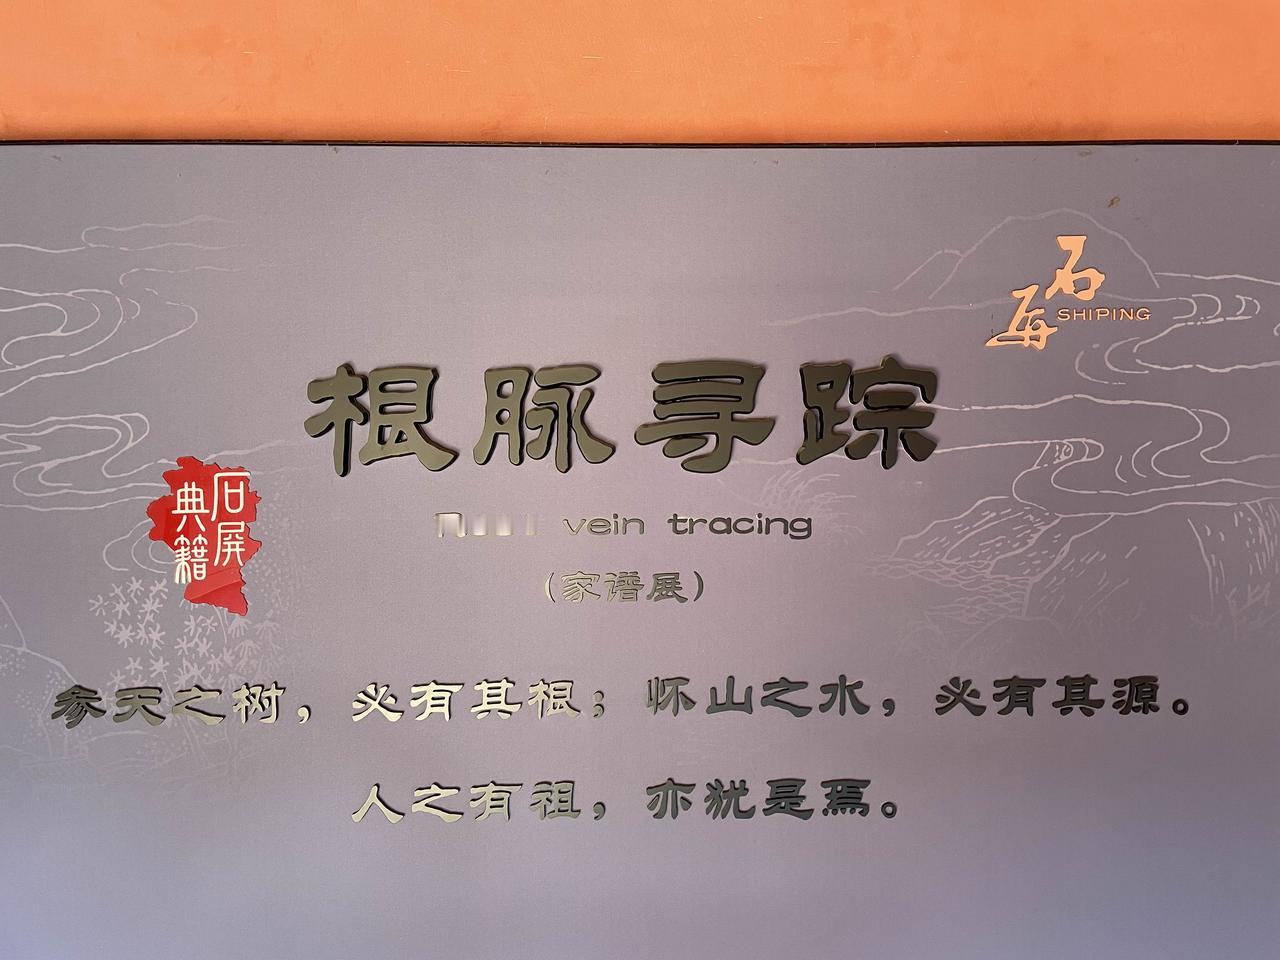 石屏
SHIPING
根脉寻踪
vein tracing
(家谱展)
石屏
典籍
参天之树，必有其根；怀山之水，必有其源。
人之有祖，亦犹是焉。